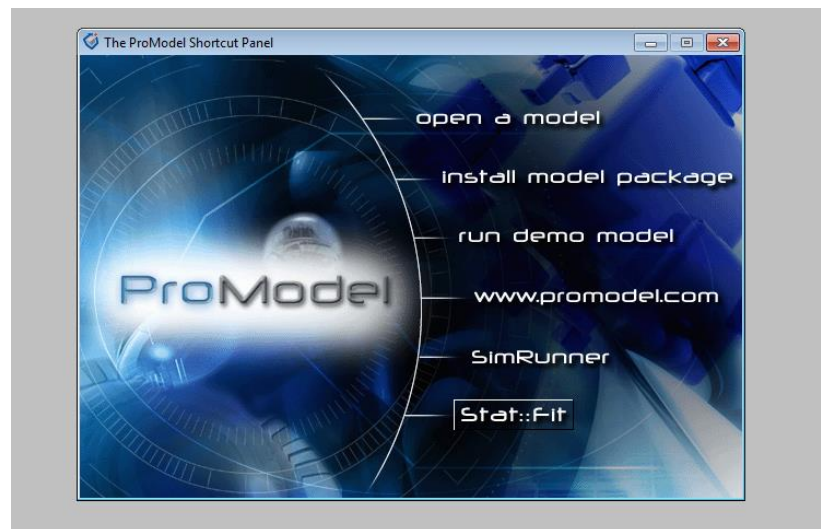 The ProModel Shortcut Panel
open a model
install model package
run demo model
ProModel
www.promodel.com
SimRunner
Stat::Fit